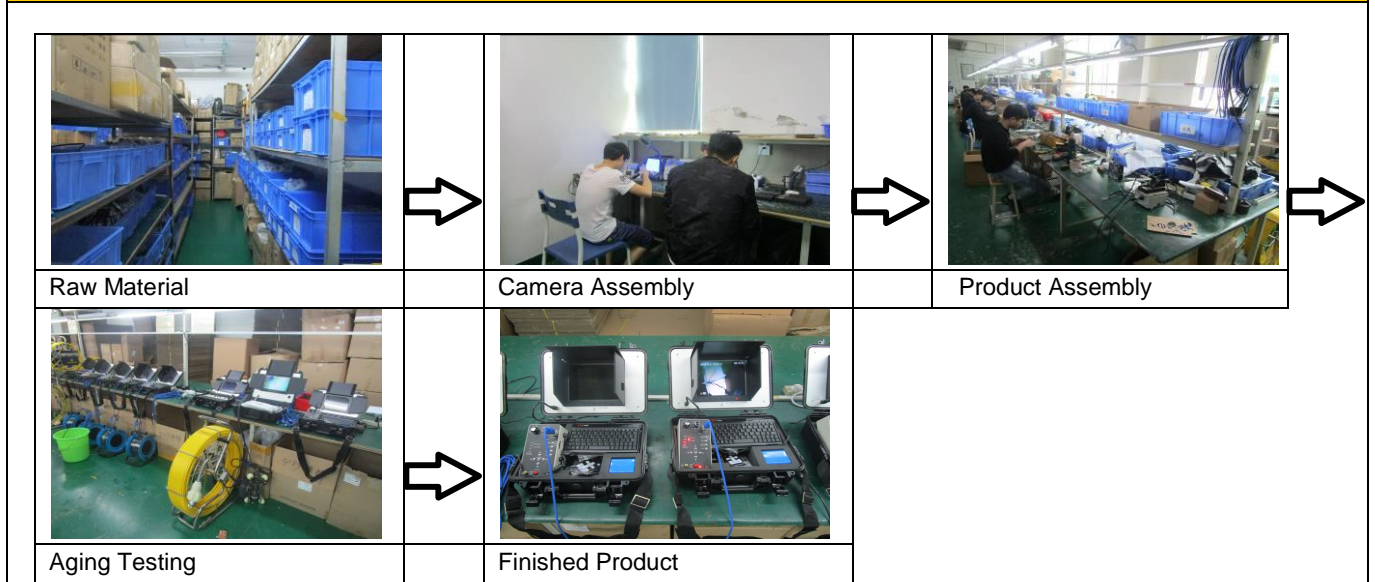 Raw Material
Camera Assembly
Product Assembly
Aging Testing
Finished Product